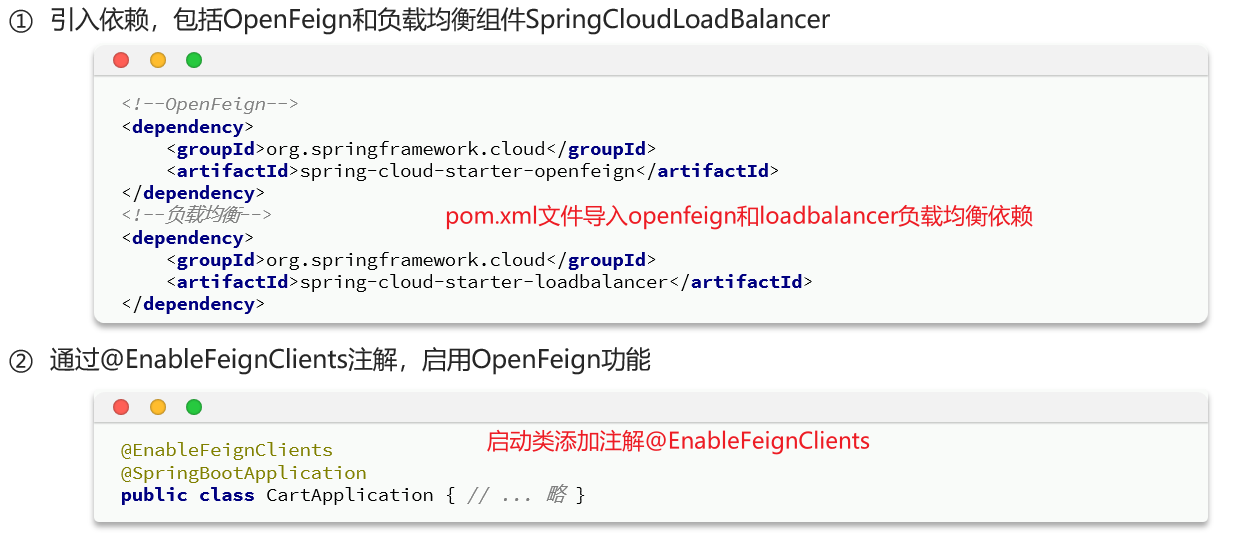 ① 引入依赖，包括OpenFeign和负载均衡组件SpringCloudLoadBalancer
<!--OpenFeign-->
<dependency>
    <groupId>org.springframework.cloud</groupId>
    <artifactId>spring-cloud-starter-openfeign</artifactId>
</dependency>
<!--负载均衡-->
pom.xml文件导入openfeign和loadbalancer负载均衡依赖
<dependency>
    <groupId>org.springframework.cloud</groupId>
    <artifactId>spring-cloud-starter-loadbalancer</artifactId>
</dependency>
② 通过@EnableFeignClients注解，启用OpenFeign功能
启动类添加注解@EnableFeignClients
@EnableFeignClients
@SpringBootApplication
public class CartApplication { // ... 略 }